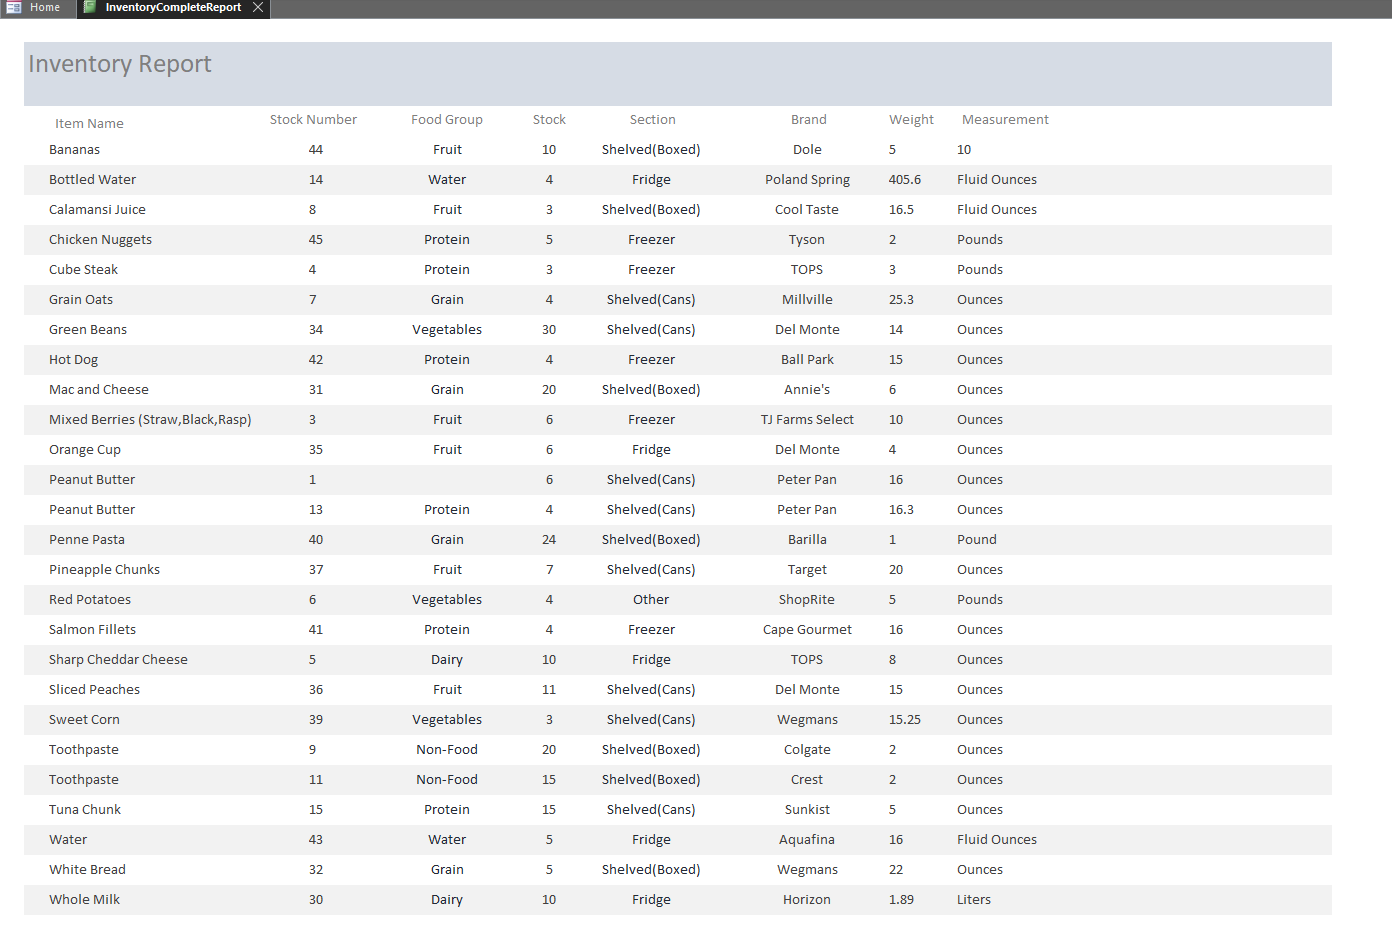 Home InventoryCompleteReport
Inventory Report
Item Name Stock Number Food Group Stock Section Brand Weight Measurement
Bananas 44 Fruit 10 Shelved(Boxed) Dole 5 10
Bottled Water 14 Water 4 Fridge Poland Spring 405.6 Fluid Ounces
Calamansi Juice 8 Fruit 3 Shelved(Boxed) Cool Taste 16.5 Fluid Ounces
Chicken Nuggets 45 Protein 5 Freezer Tyson 2 Pounds
Cube Steak 4 Protein 3 Freezer TOPS 3 Pounds
Grain Oats 7 Grain 4 Shelved(Cans) Millville 25.3 Ounces
Green Beans 34 Vegetables 30 Shelved(Cans) Del Monte 14 Ounces
Hot Dog 42 Protein 4 Freezer Ball Park 15 Ounces
Mac and Cheese 31 Grain 20 Shelved(Boxed) Annie's 6 Ounces
Mixed Berries (Straw,Black,Rasp) 3 Fruit 6 Freezer TJ Farms Select 10 Ounces
Orange Cup 35 Fruit 6 Fridge Del Monte 4 Ounces
Peanut Butter 1 6 Shelved(Cans) Peter Pan 16 Ounces
Peanut Butter 13 Protein 4 Shelved(Cans) Peter Pan 16.3 Ounces
Penne Pasta 40 Grain 24 Shelved(Boxed) Barilla 1 Pound
Pineapple Chunks 37 Fruit 7 Shelved(Cans) Target 20 Ounces
Red Potatoes 6 Vegetables 4 Other ShopRite 5 Pounds
Salmon Fillets 41 Protein 4 Freezer Cape Gourmet 16 Ounces
Sharp Cheddar Cheese 5 Dairy 10 Fridge TOPS 8 Ounces
Sliced Peaches 36 Fruit 11 Shelved(Cans) Del Monte 15 Ounces
Sweet Corn 39 Vegetables 3 Shelved(Cans) Wegmans 15.25 Ounces
Toothpaste 9 Non-Food 20 Shelved(Boxed) Colgate 2 Ounces
Toothpaste 11 Non-Food 15 Shelved(Boxed) Crest 2 Ounces
Tuna Chunk 15 Protein 15 Shelved(Cans) Sunkist 5 Ounces
Water 43 Water 5 Fridge Aquafina 16 Fluid Ounces
White Bread 32 Grain 5 Shelved(Boxed) Wegmans 22 Ounces
Whole Milk 30 Dairy 10 Fridge Horizon 1.89 Liters